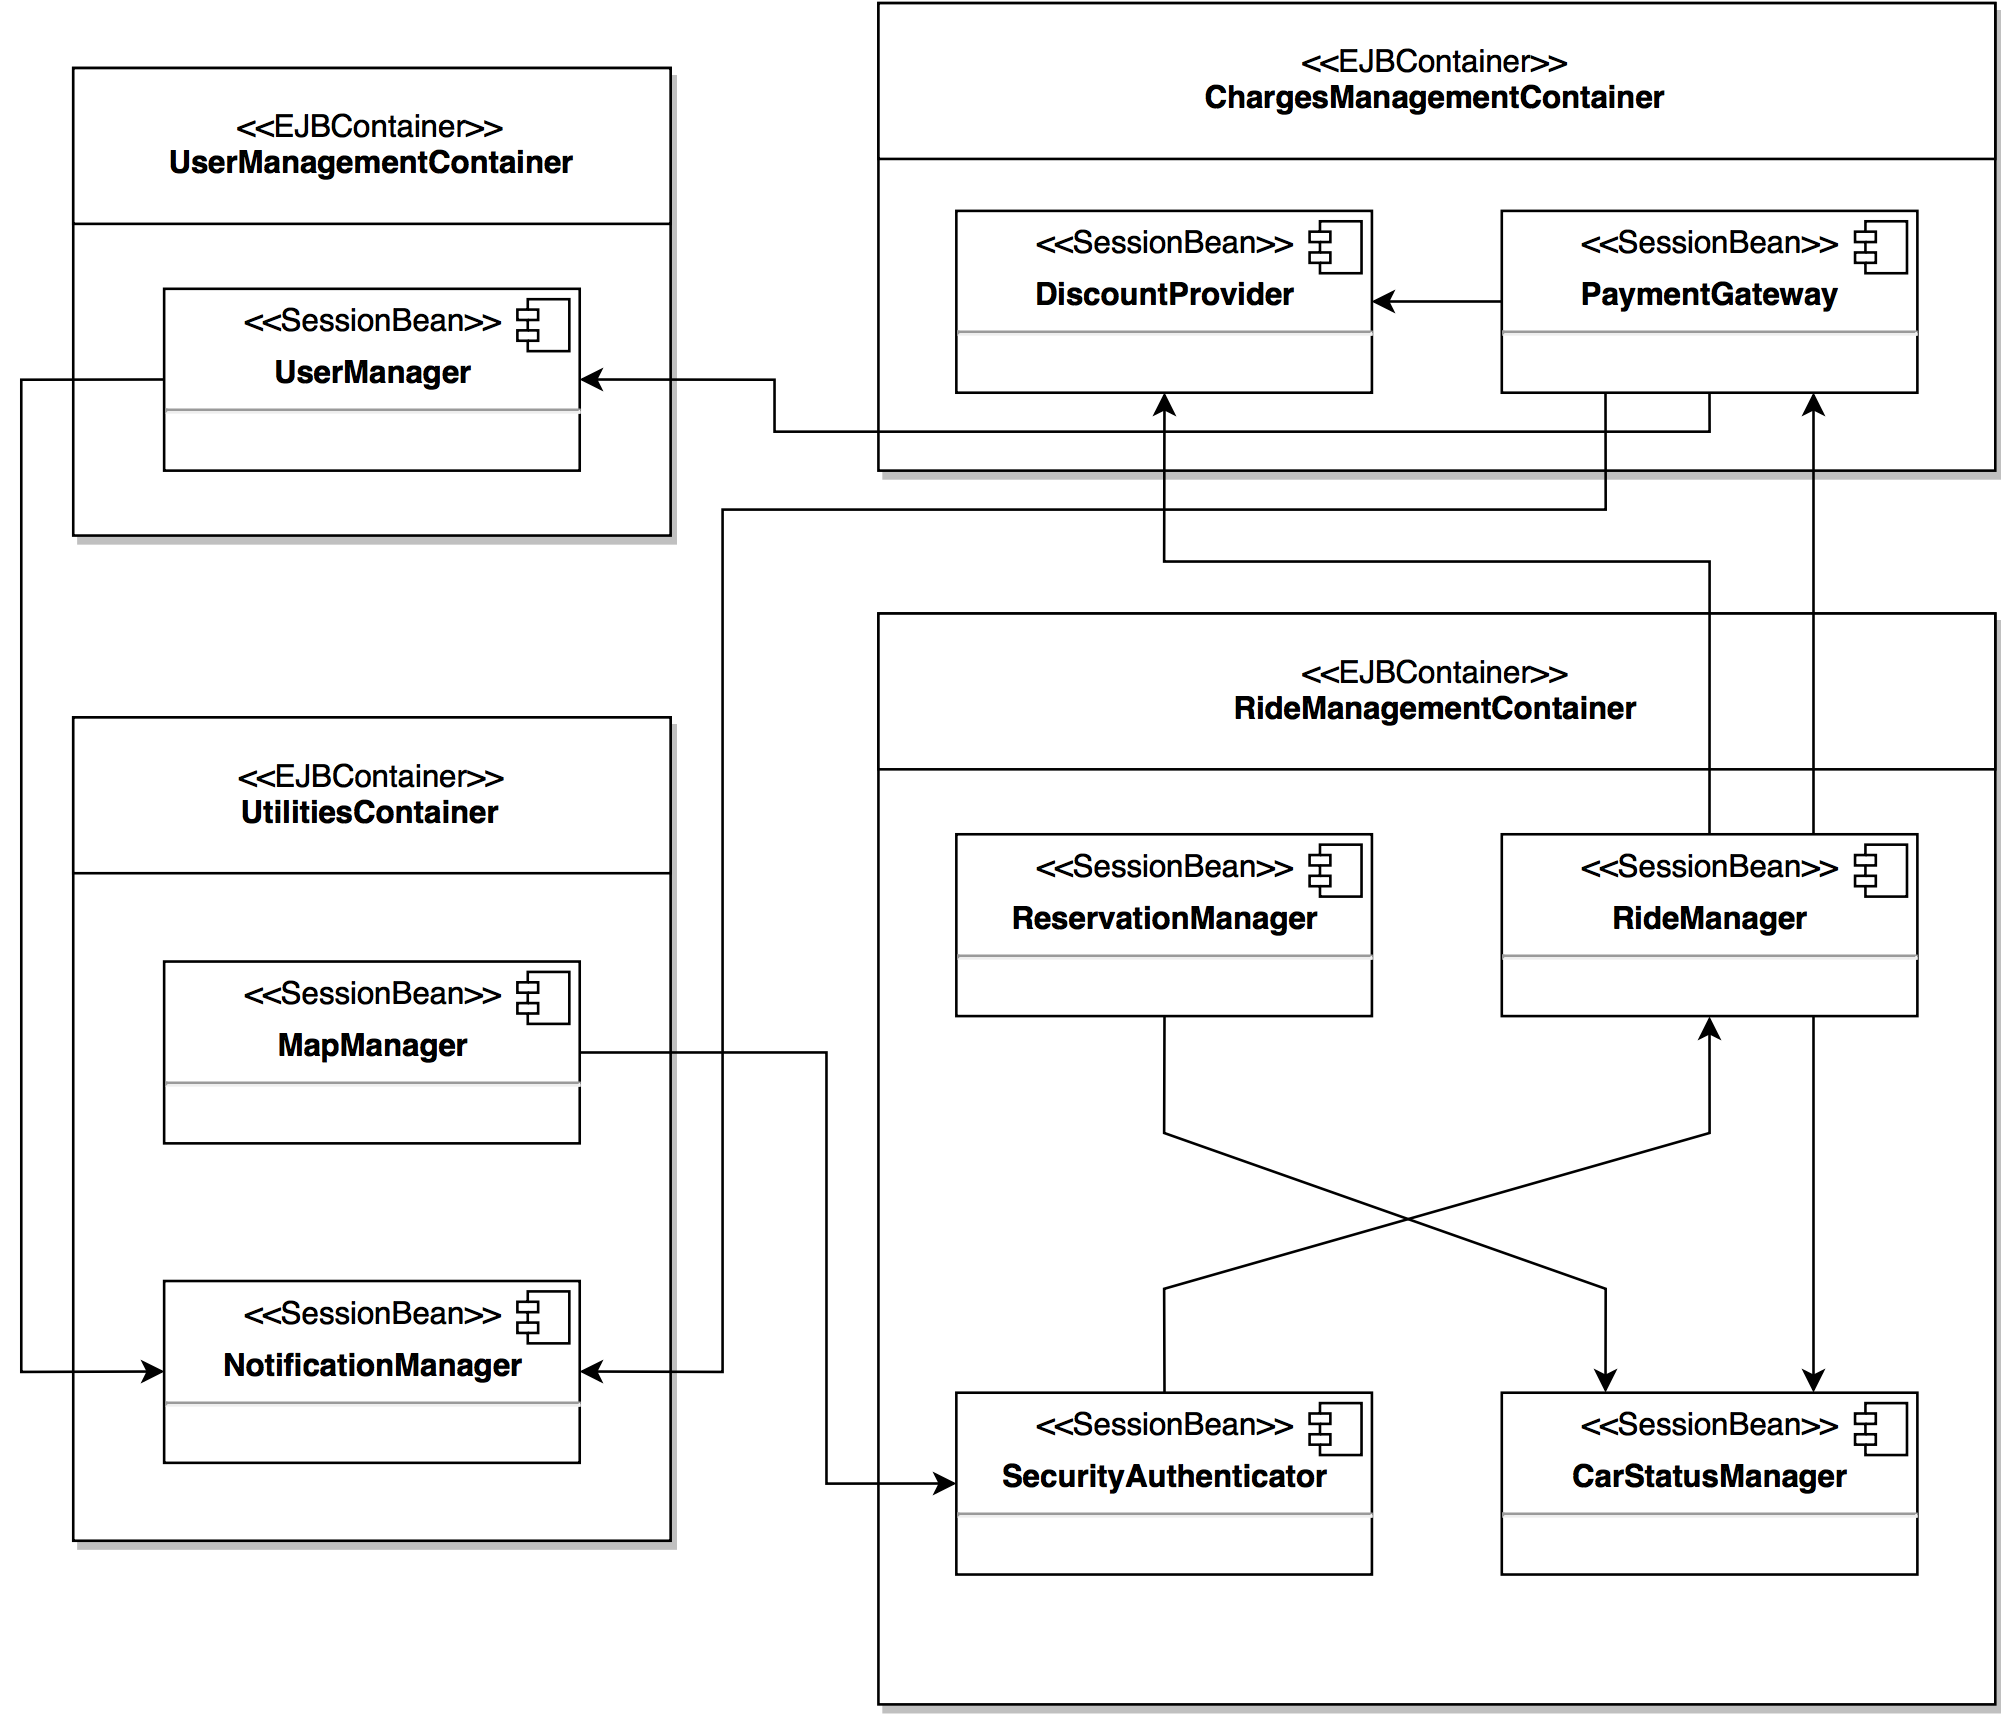 <<EJBContainer>>
UserManagementContainer
<<SessionBean>>
UserManager
<<EJBContainer>>
ChargesManagementContainer
<<SessionBean>>
DiscountProvider
<<SessionBean>>
PaymentGateway
<<EJBContainer>>
UtilitiesContainer
<<SessionBean>>
MapManager
<<SessionBean>>
NotificationManager
<<EJBContainer>>
RideManagementContainer
<<SessionBean>>
ReservationManager
<<SessionBean>>
RideManager
<<SessionBean>>
SecurityAuthenticator
<<SessionBean>>
CarStatusManager